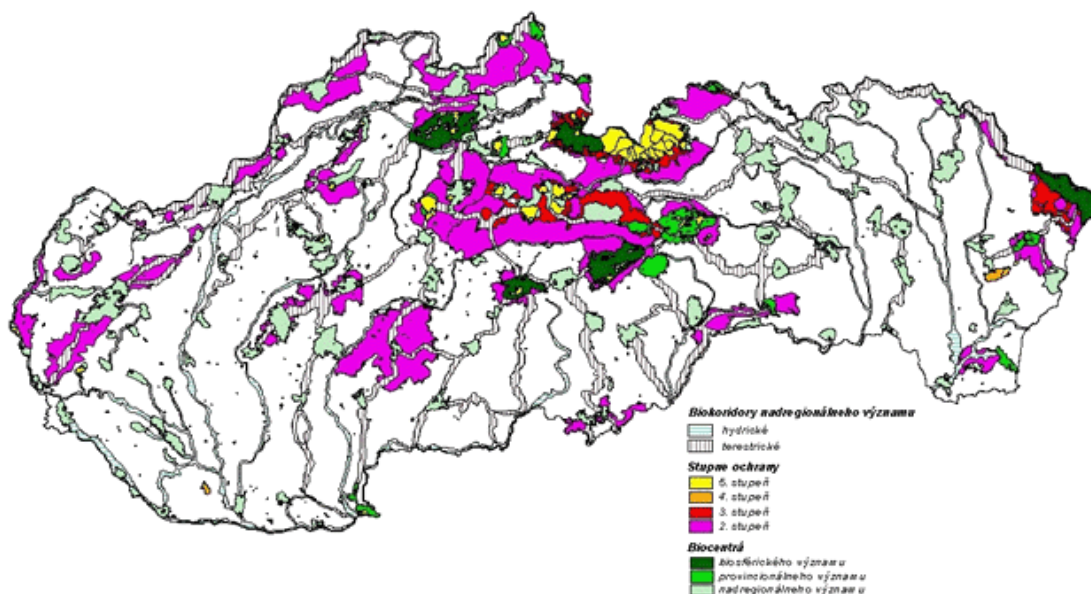 Biokoridory nadregionálneho významu
hydrické
terestrické
Stupne ochrany
5. stupeň
4. stupeň
3. stupeň
2. stupeň
Biocentrá
biosférického významu
provincionálneho významu
nadregionálneho významu